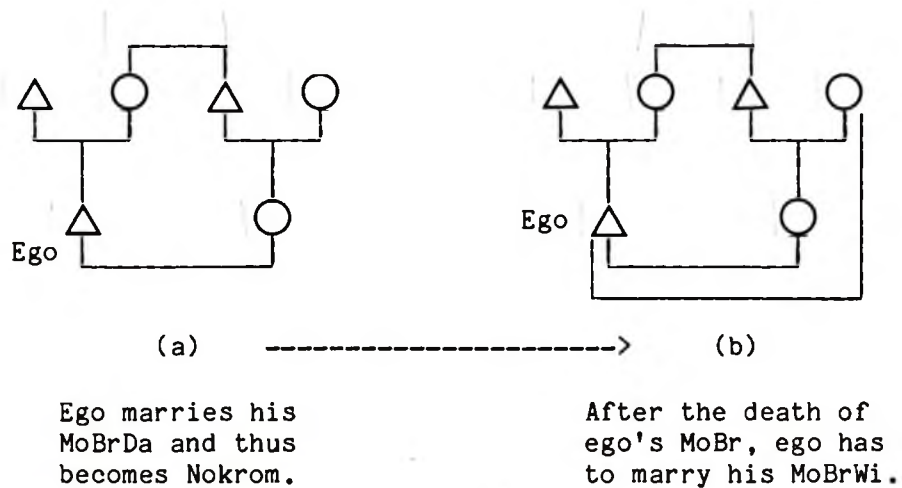 Ego
Ego
(a)
(b)
Ego marries his
MoBrDa and thus
becomes Nokrom.
After the death of
ego's MoBr, ego has
to marry his MoBrWi.